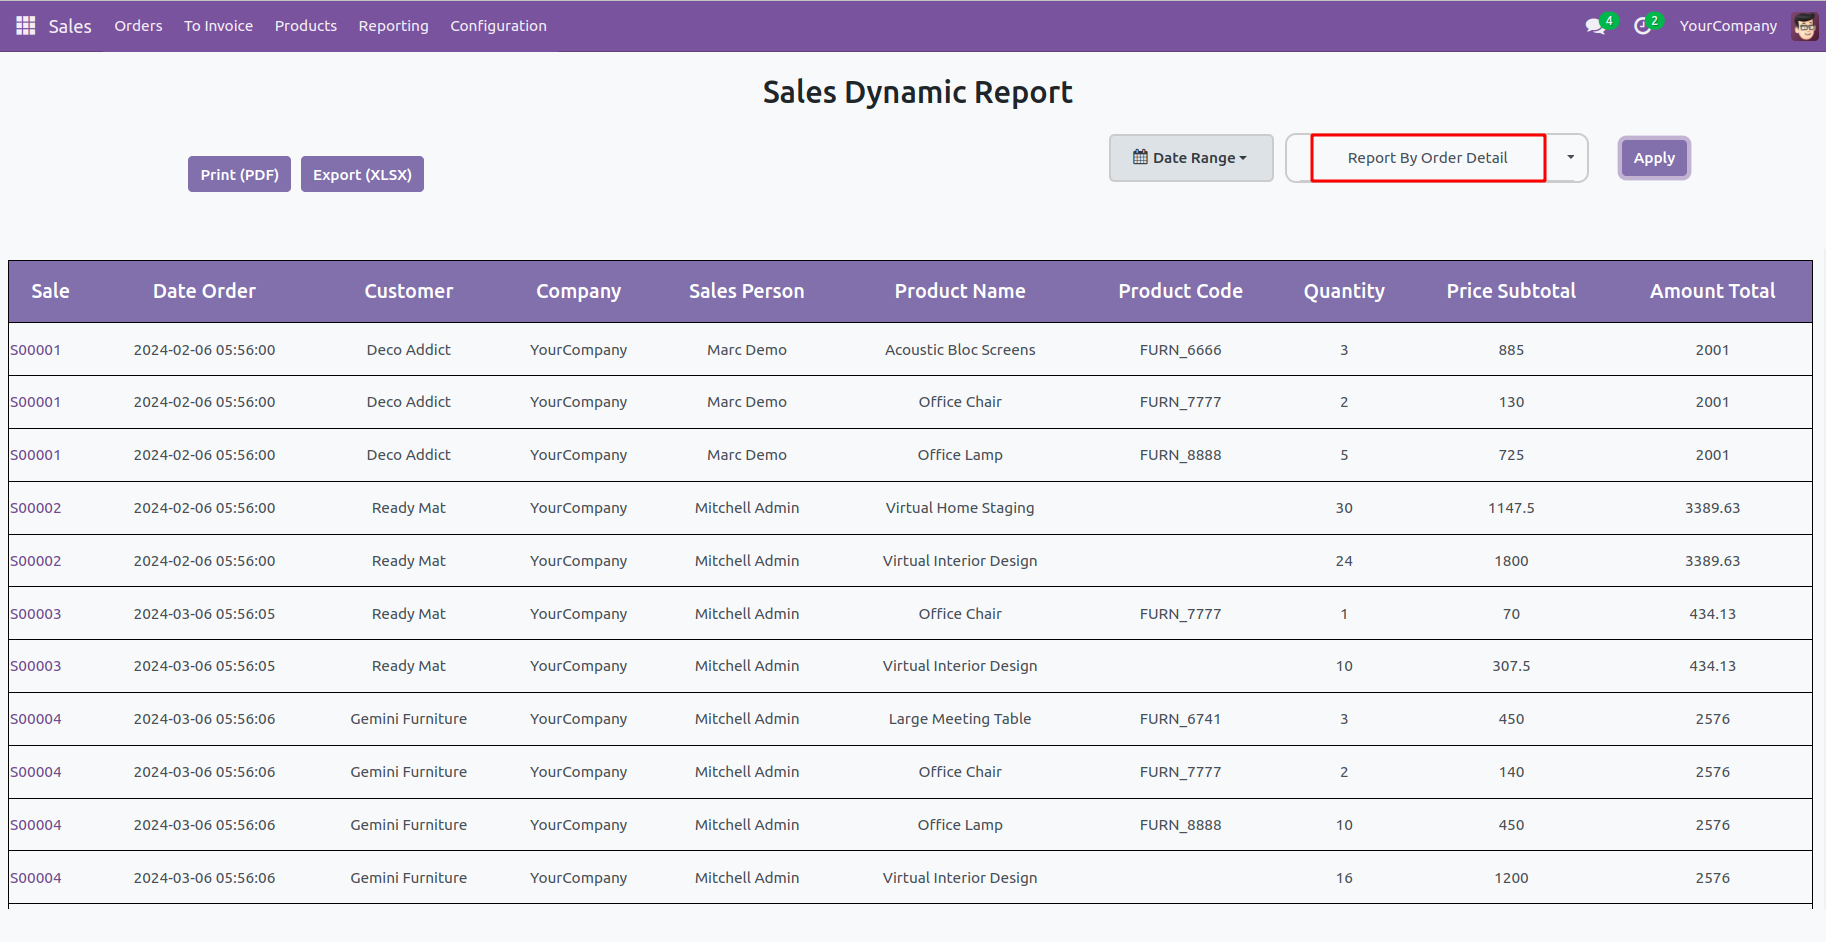 Sales Orders To Invoice Products Reporting Configuration 4 2 YourCompany
Sales Dynamic Report
Date Range Report By Order Detail Apply
Print (PDF) Export (XLSX)
Sale Date Order Customer Company Sales Person Product Name Product Code Quantity Price Subtotal Amount Total
S00001 2024-02-06 05:56:00 Deco Addict YourCompany Marc Demo Acoustic Bloc Screens FURN_6666 3 885 2001
S00001 2024-02-06 05:56:00 Deco Addict YourCompany Marc Demo Office Chair FURN_7777 2 130 2001
S00001 2024-02-06 05:56:00 Deco Addict YourCompany Marc Demo Office Lamp FURN_8888 5 725 2001
S00002 2024-02-06 05:56:00 Ready Mat YourCompany Mitchell Admin Virtual Home Staging 30 1147.5 3389.63
S00002 2024-02-06 05:56:00 Ready Mat YourCompany Mitchell Admin Virtual Interior Design 24 1800 3389.63
S00003 2024-03-06 05:56:05 Ready Mat YourCompany Mitchell Admin Office Chair FURN_7777 1 70 434.13
S00003 2024-03-06 05:56:05 Ready Mat YourCompany Mitchell Admin Virtual Interior Design 10 307.5 434.13
S00004 2024-03-06 05:56:06 Gemini Furniture YourCompany Mitchell Admin Large Meeting Table FURN_6741 3 450 2576
S00004 2024-03-06 05:56:06 Gemini Furniture YourCompany Mitchell Admin Office Chair FURN_7777 2 140 2576
S00004 2024-03-06 05:56:06 Gemini Furniture YourCompany Mitchell Admin Office Lamp FURN_8888 10 450 2576
S00004 2024-03-06 05:56:06 Gemini Furniture YourCompany Mitchell Admin Virtual Interior Design 16 1200 2576